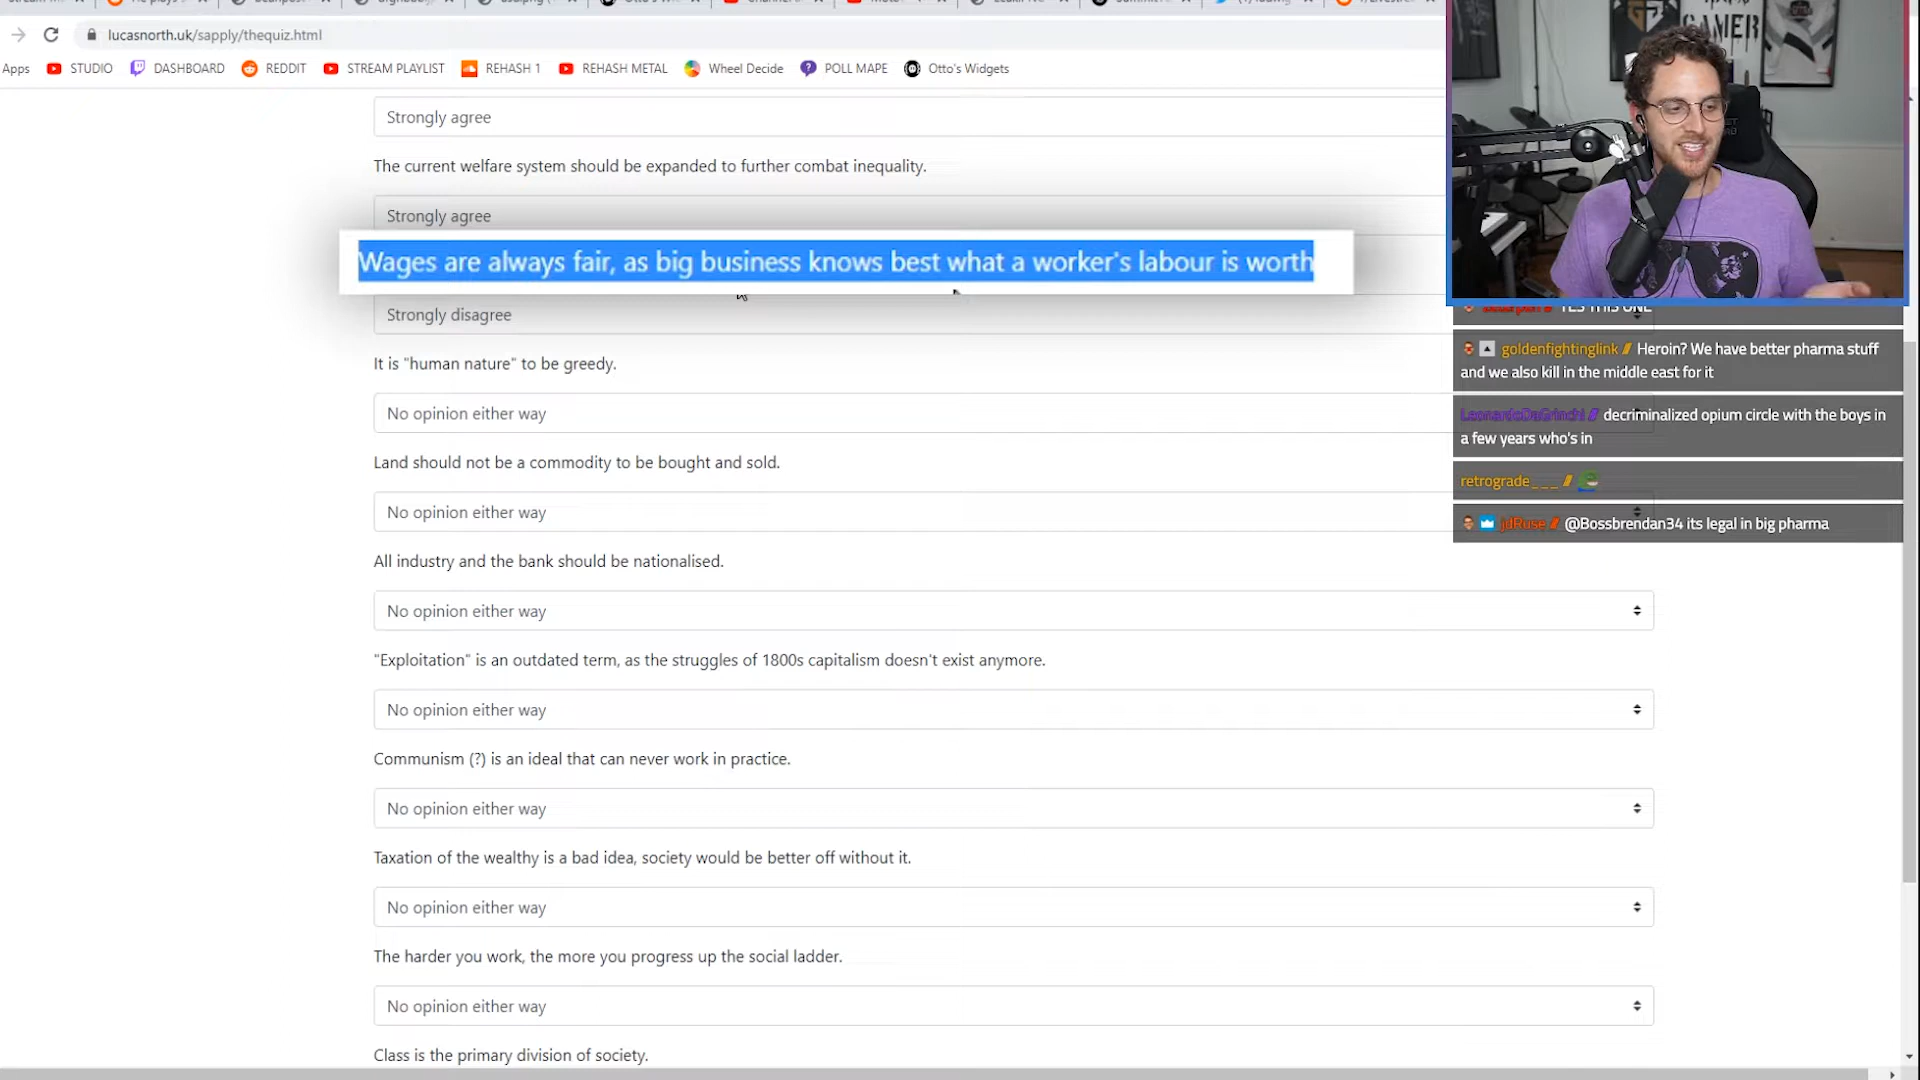 lucasnorth.uk/sapply/thequiz.html
Apps STUDIO DASHBOARD REDDIT STREAM PLAYLIST REHASH 1 REHASH METAL Wheel Decide POLL MAPE Otto's Widgets
Strongly agree
The current welfare system should be expanded to further combat inequality.
Strongly agree
Wages are always fair, as big business knows best what a worker's labour is worth
Strongly disagree
It is "human nature" to be greedy.
No opinion either way
Land should not be a commodity to be bought and sold.
No opinion either way
All industry and the bank should be nationalised.
No opinion either way
"Exploitation" is an outdated term, as the struggles of 1800s capitalism doesn't exist anymore.
No opinion either way
Communism (?) is an ideal that can never work in practice.
No opinion either way
Taxation of the wealthy is a bad idea, society would be better off without it.
No opinion either way
The harder you work, the more you progress up the social ladder.
No opinion either way
Class is the primary division of society.
GAMER
YES THIS ONE
goldenfightinglink // Heroin? We have better pharma stuff
and we also kill in the middle east for it
LeonardoDaGrinchi // decriminalized opium circle with the boys in
a few years who's in
retrograde___ //
jdRuse // @Bossbrendan34 its legal in big pharma